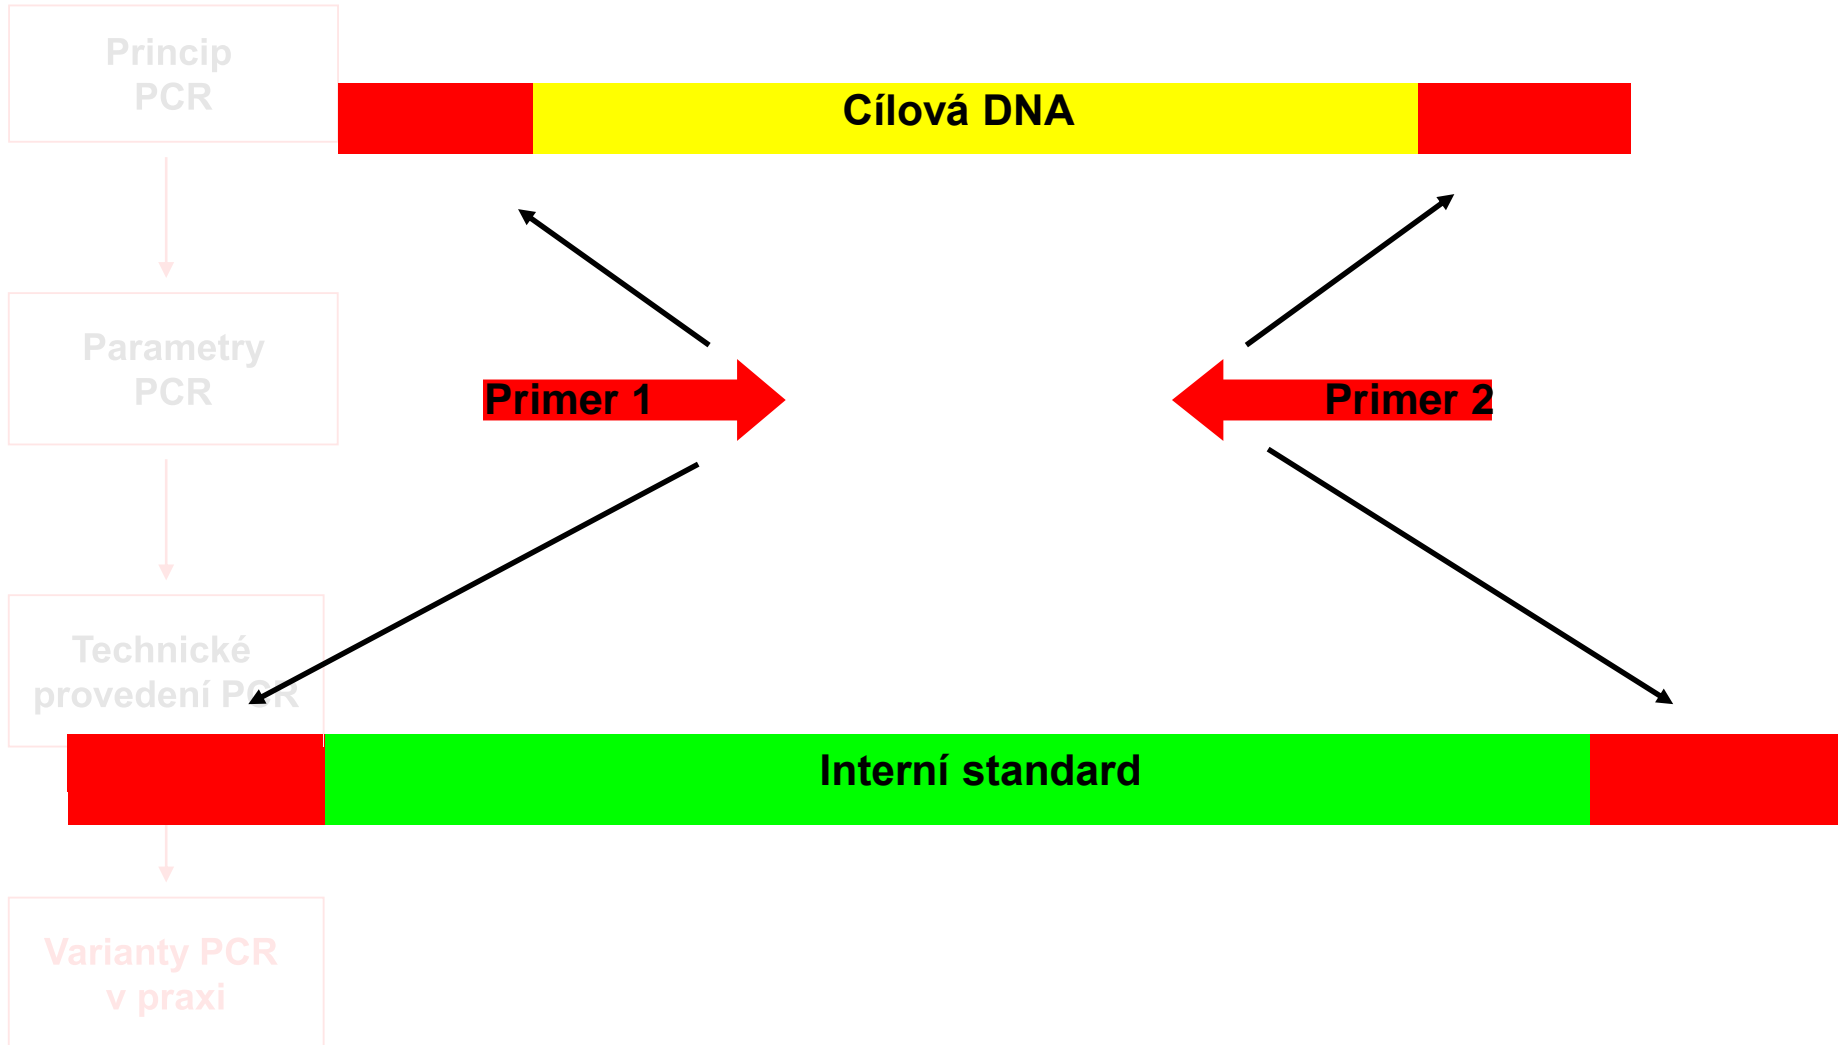 Princip
PCR
Cílová DNA
Parametry
PCR
Primer 1
Primer 2
Technické
provedení PCR
Interní standard
Varianty PCR
v praxi